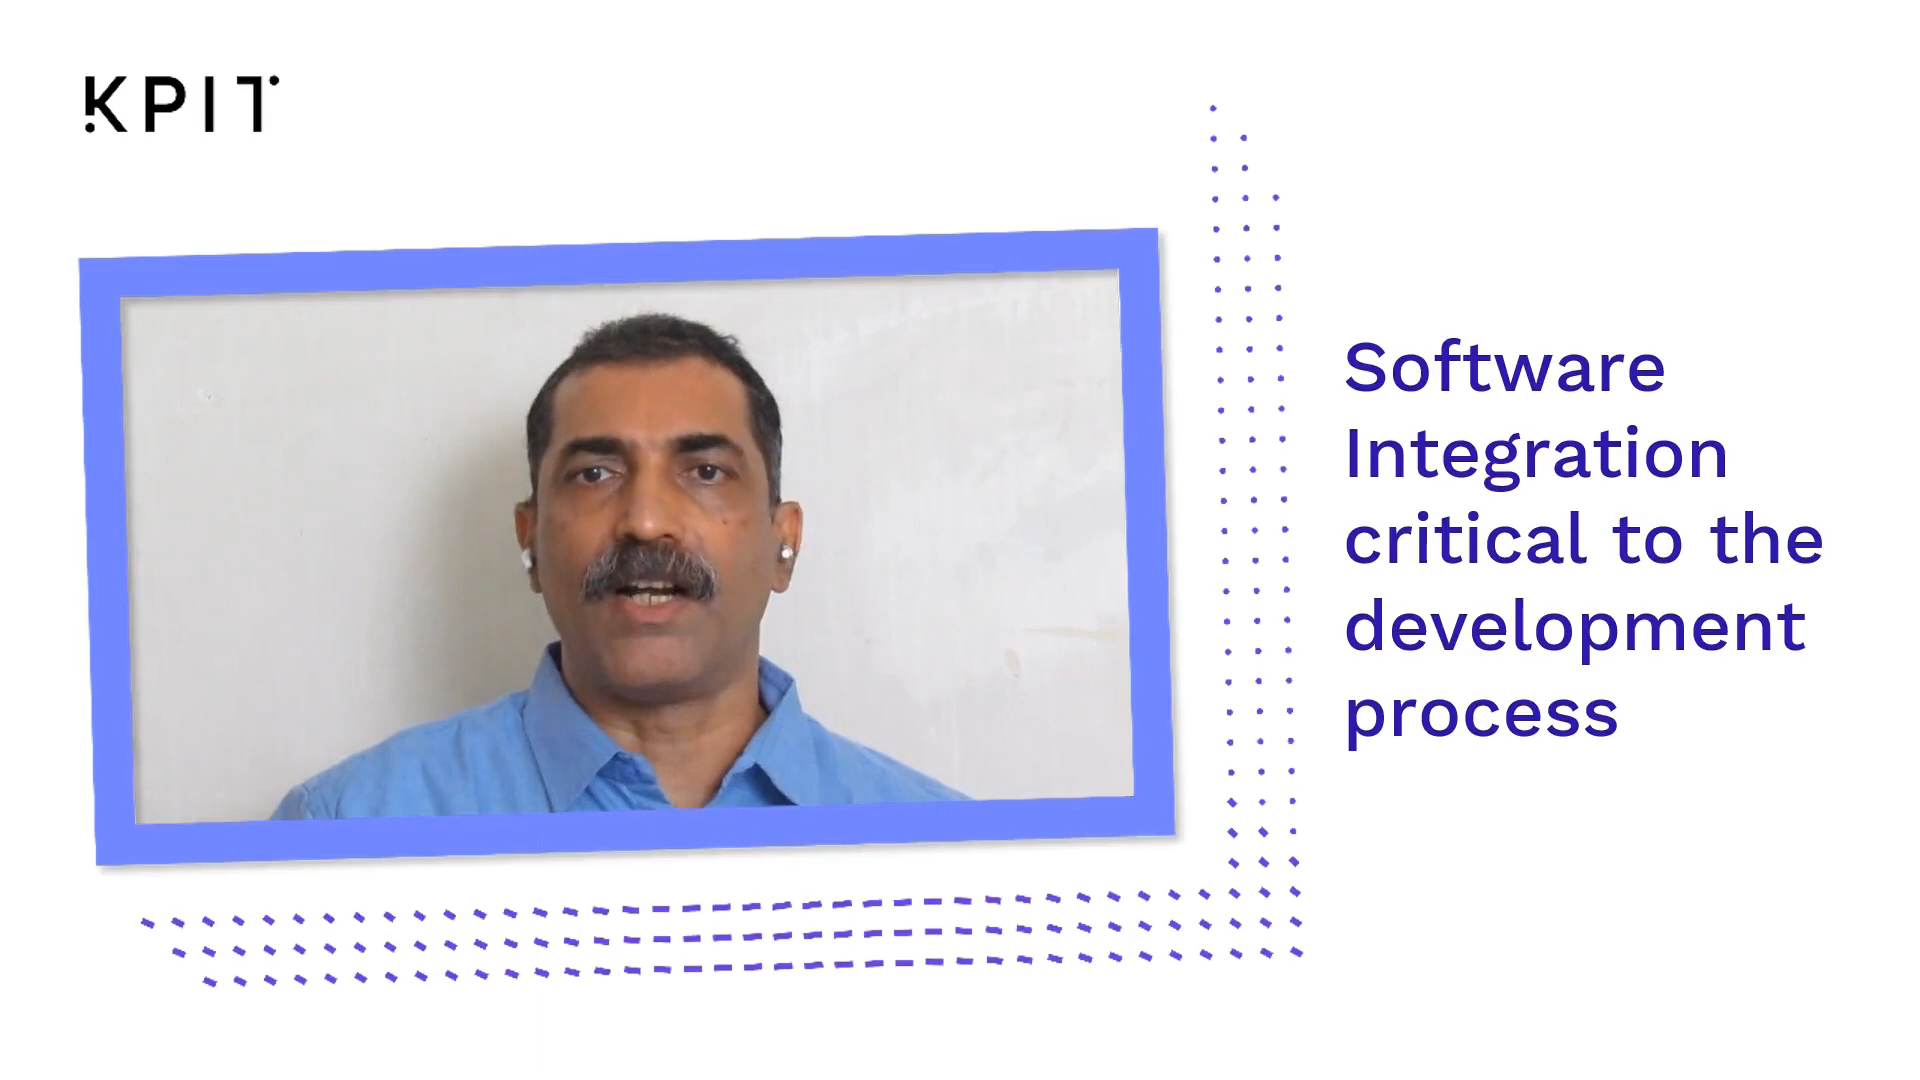 KPIT
Software
Integration
critical to the
development
process